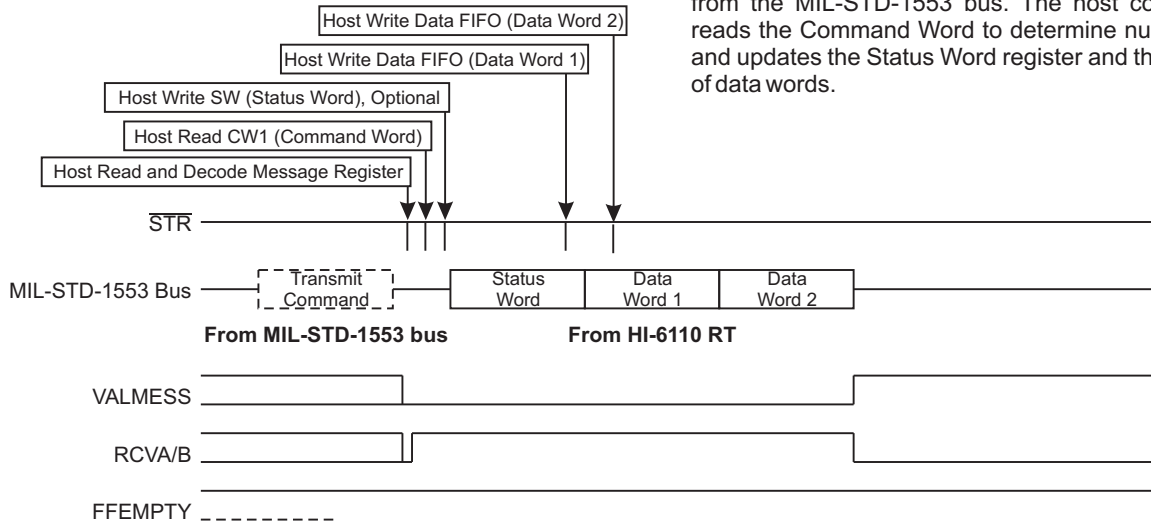 from the MIL-STD-1553 bus. The host
reads the Command Word to determine
and updates the Status Word register and
of data words.
Host Write Data FIFO (Data Word 2)
Host Write Data FIFO (Data Word 1)
Host Write SW (Status Word), Optional
Host Read CW1 (Command Word)
Host Read and Decode Message Register
STR
MIL-STD-1553 Bus
Transmit
Command
Status
Word
Data
Word 1
Data
Word 2
From MIL-STD-1553 bus
From HI-6110 RT
VALMESS
RCVA/B
FFEMPTY